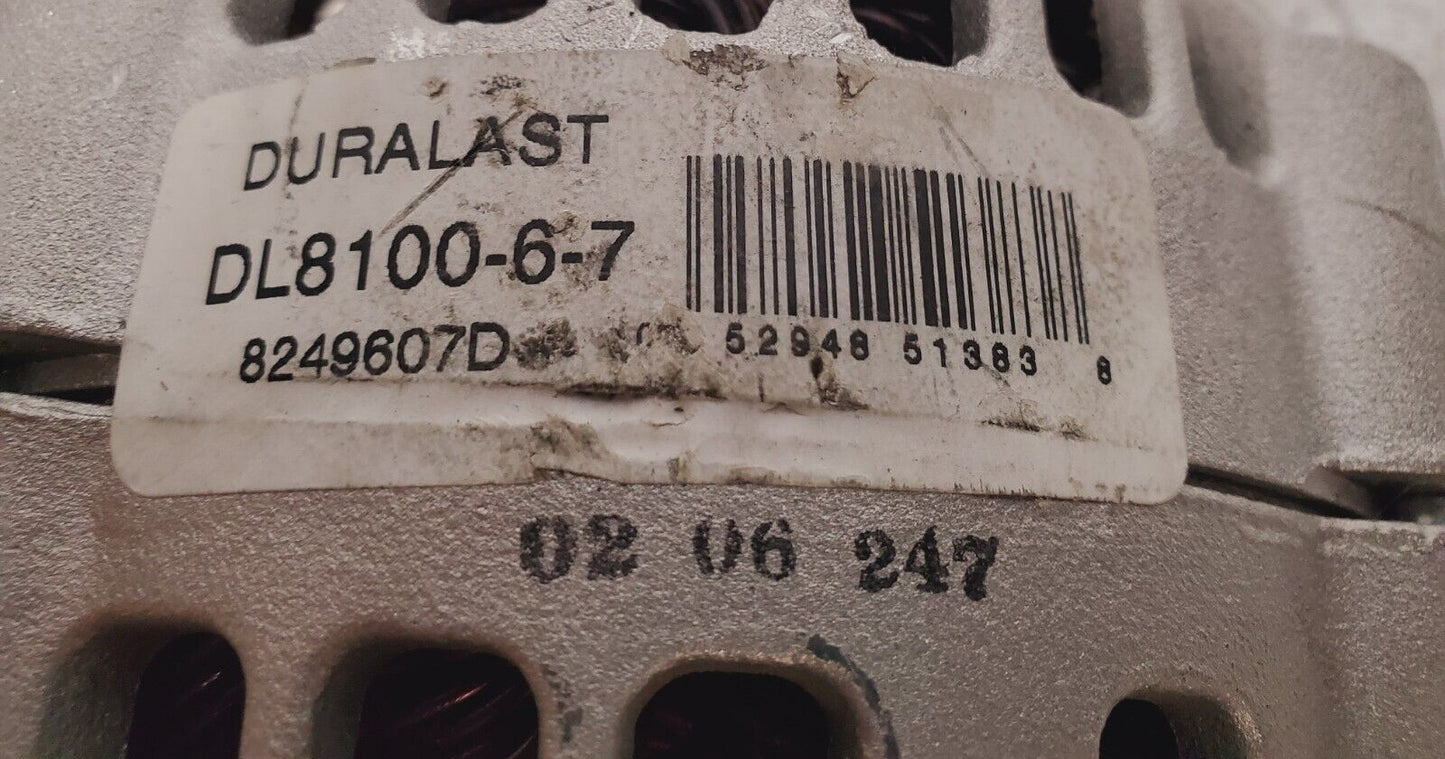 DURALAST
DL8100-6-7
8249607D
52948 51383 8
02 06 247